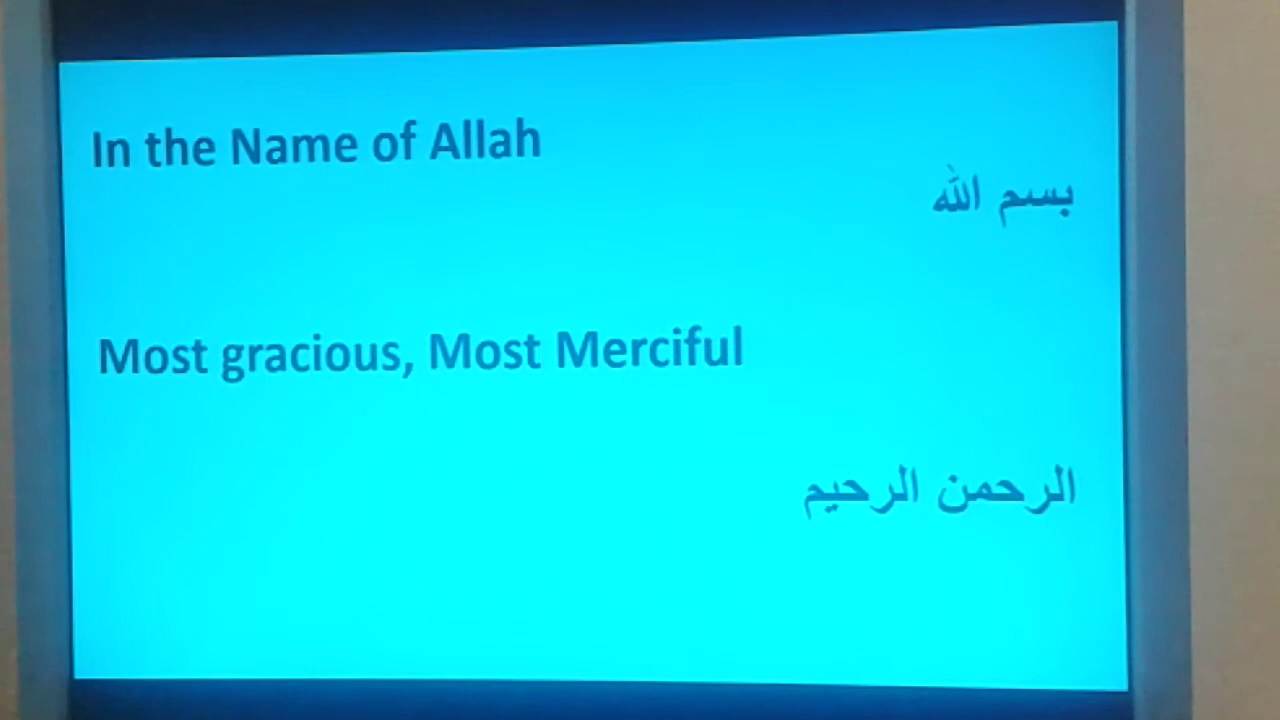 In the Name of Allah
بسم الله
Most gracious, Most Merciful
الرحمن الرحيم